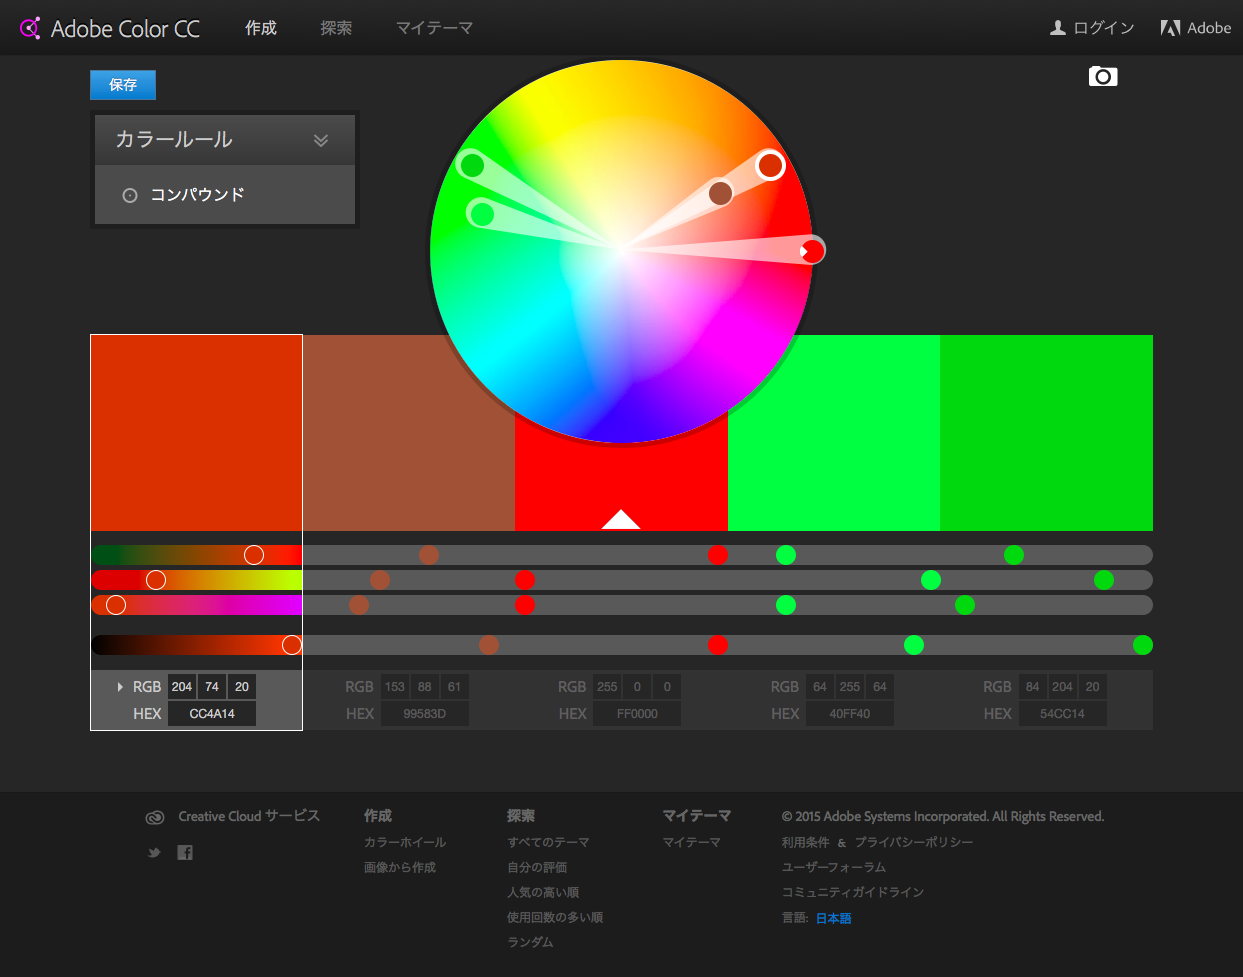 Adobe Color CC 作成 探索 マイテーマ ログイン Adobe
保存
カラールール
コンパウンド
RGB 204 74 20 RGB 153 88 61 RGB 255 0 0 RGB 64 255 64 RGB 84 204 20
HEX CC4A14 HEX 99583D HEX FF0000 HEX 40FF40 HEX 54CC14
Creative Cloud サービス 作成 探索 マイテーマ © 2015 Adobe Systems Incorporated. All Rights Reserved.
カラーホイール すべてのテーマ マイテーマ 利用条件 & プライバシーポリシー
画像から作成 自分の評価 ユーザーフォーラム
人気の高い順 コミュニティガイドライン
使用回数の多い順 言語: 日本語
ランダム